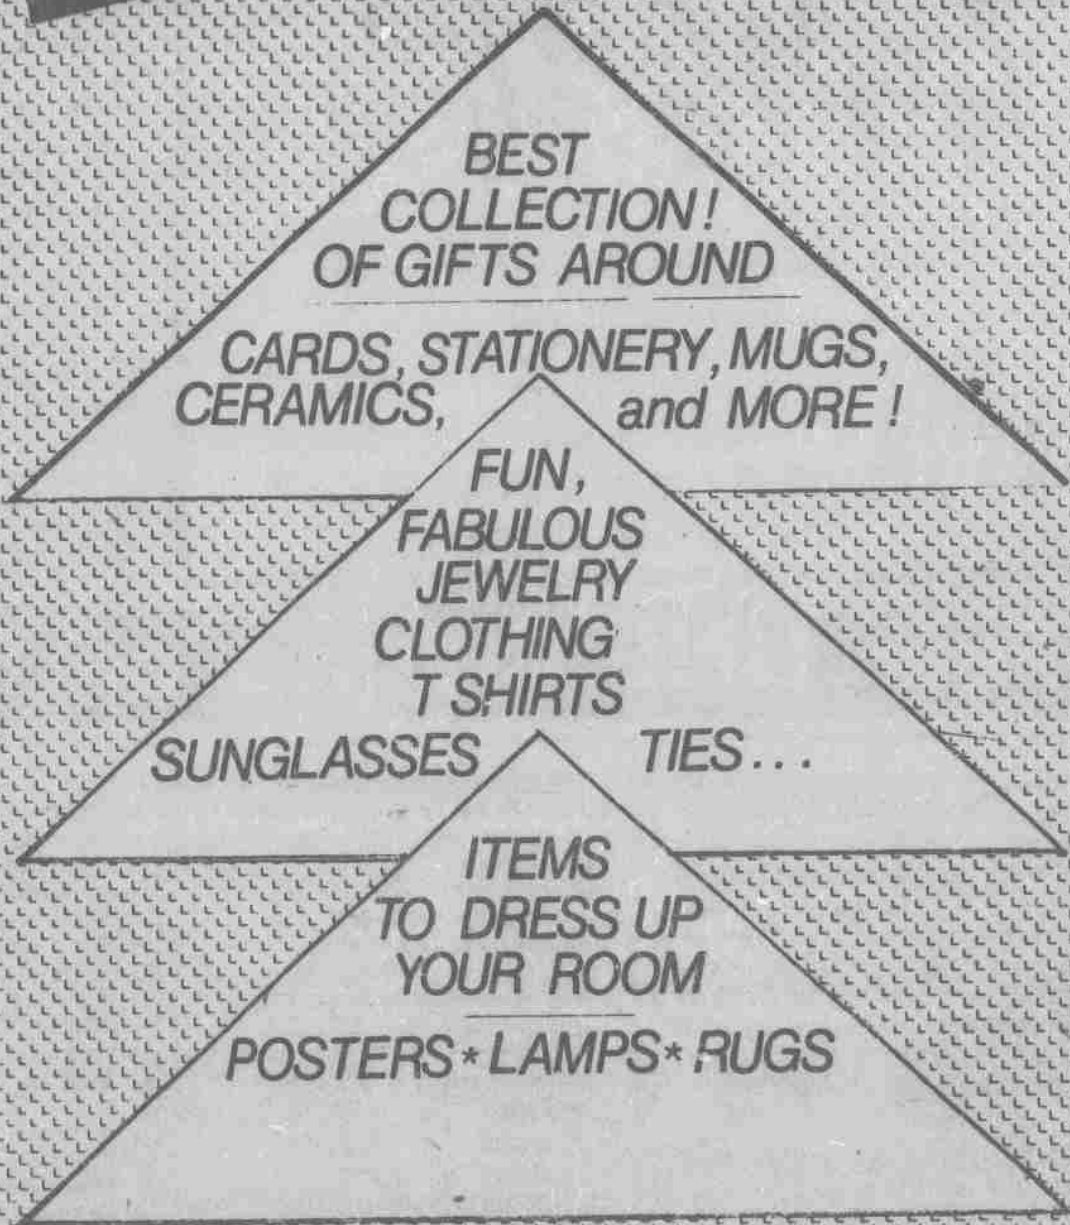 BEST
COLLECTION!
OF GIFTS AROUND
CARDS, STATIONERY, MUGS,
CERAMICS, and MORE!
FUN,
FABULOUS
JEWELRY
CLOTHING
T SHIRTS
SUNGLASSES TIES...
ITEMS
TO DRESS UP
YOUR ROOM
POSTERS * LAMPS * RUGS